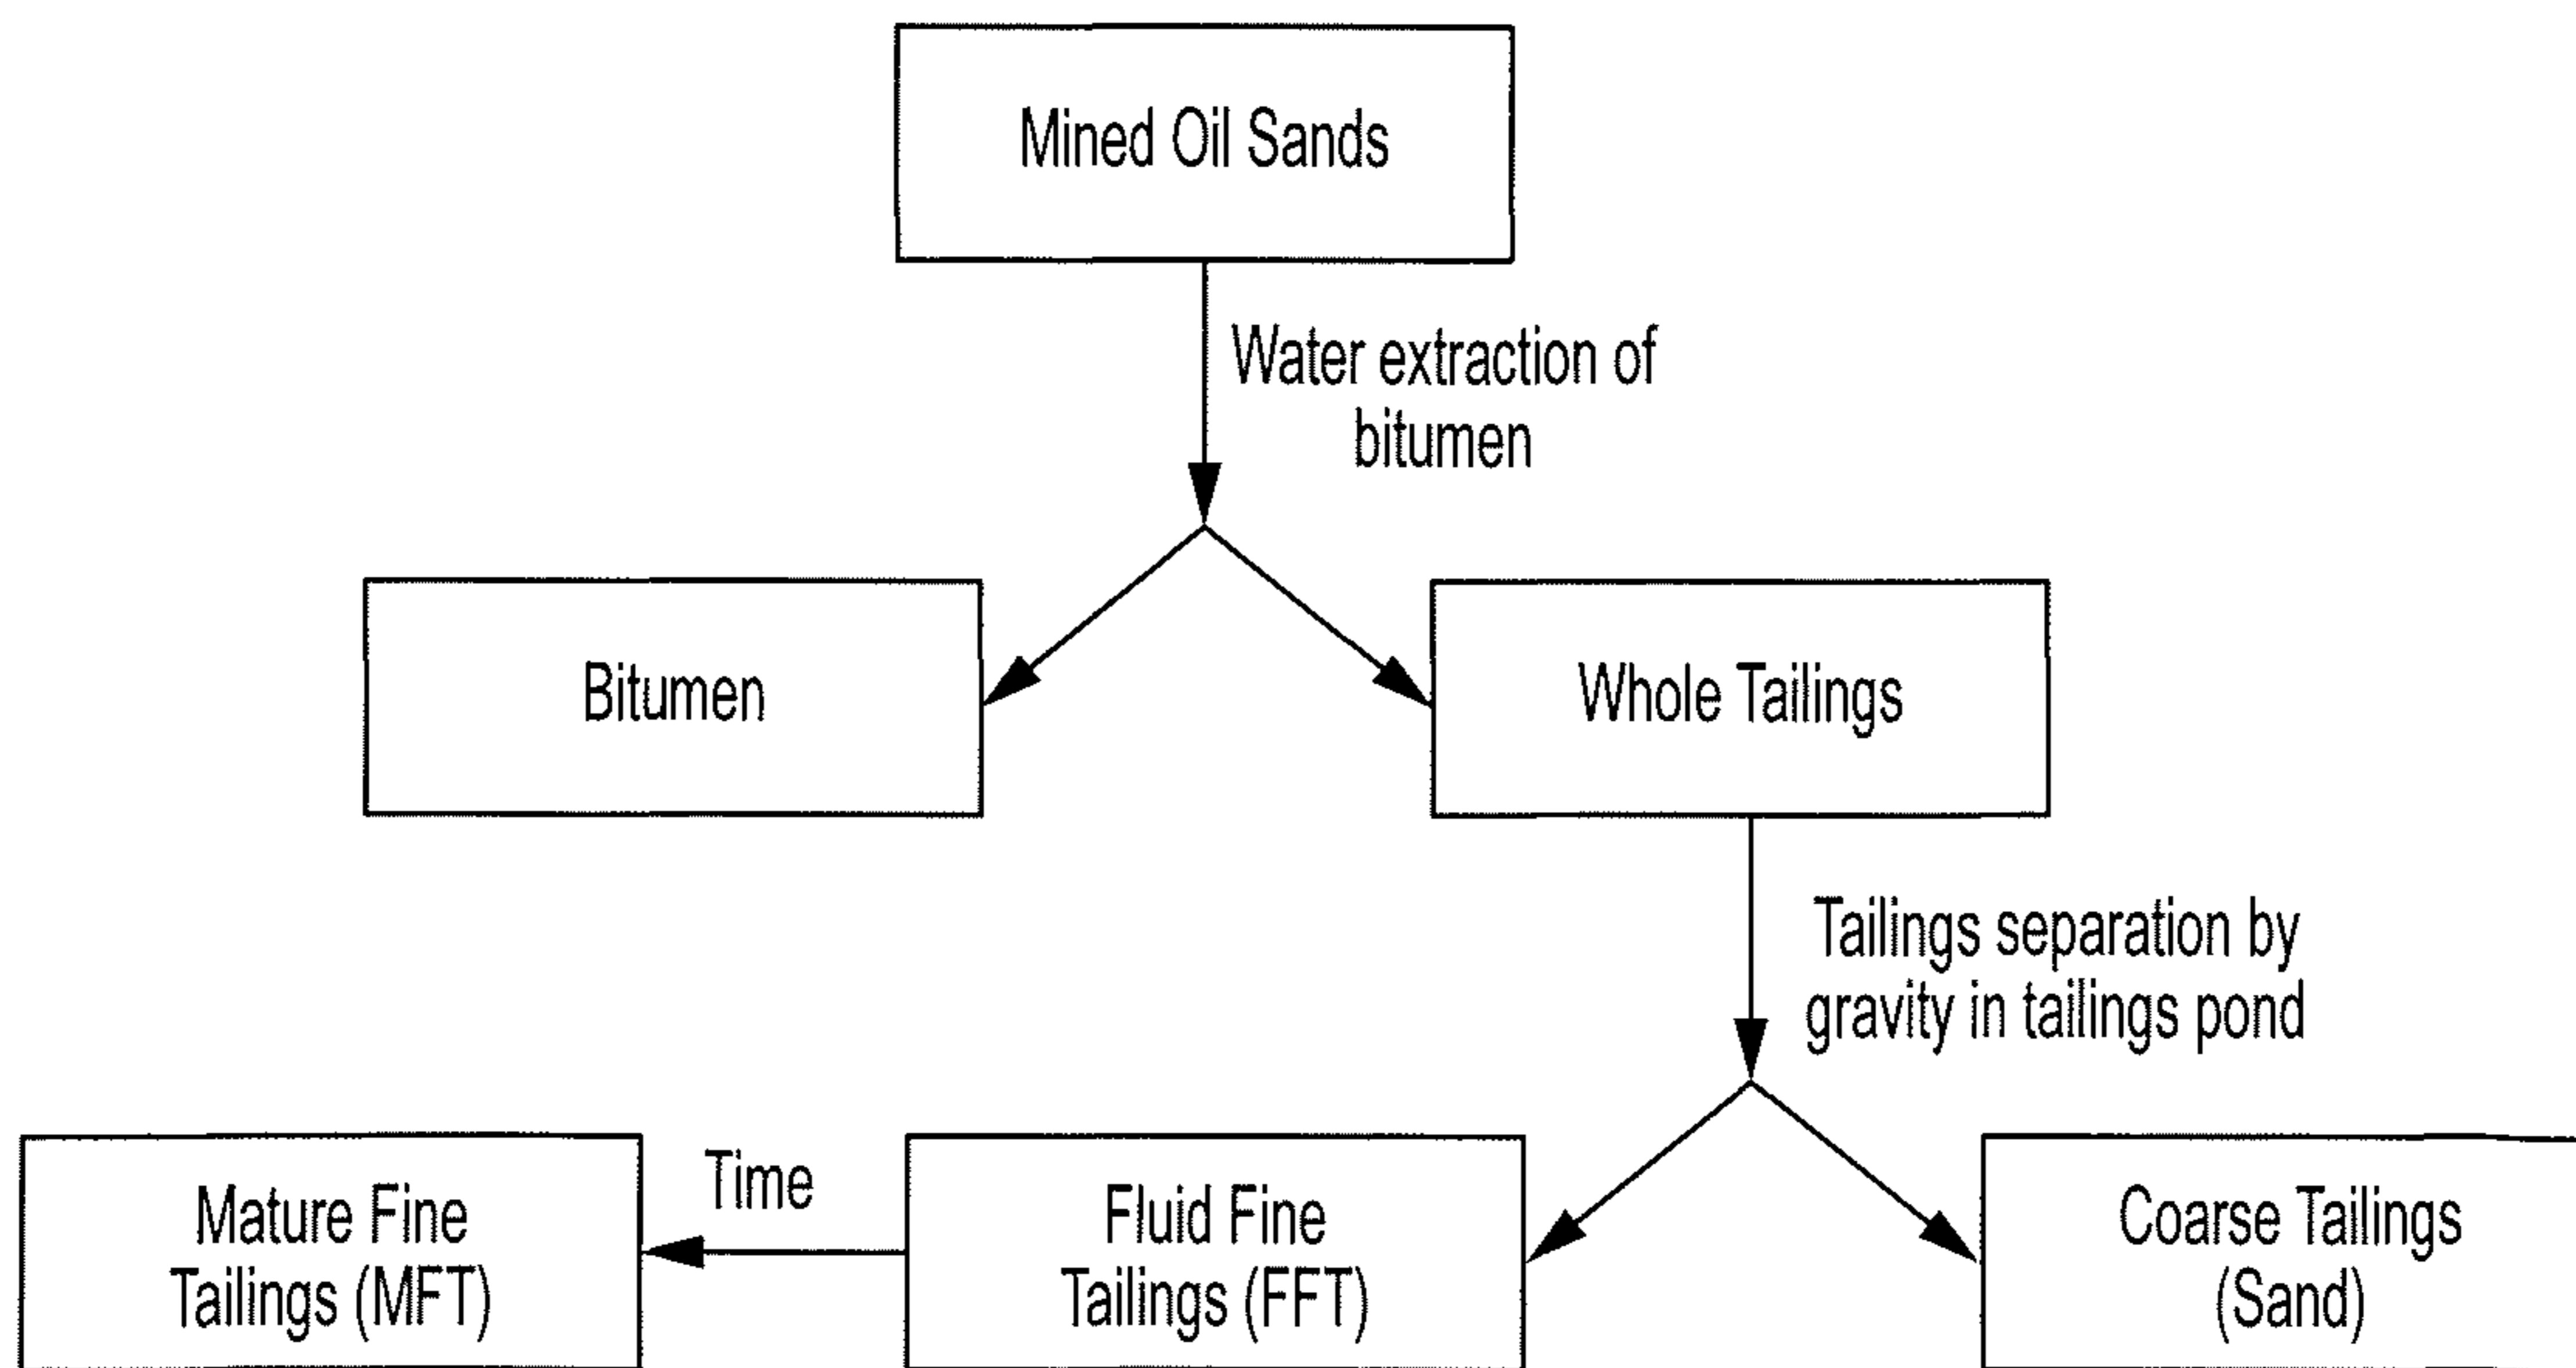 Mined Oil Sands
Water extraction of
bitumen
Bitumen
Whole Tailings
Tailings separation by
gravity in tailings pond
Mature Fine
Tailings (MFT)
Time
Fluid Fine
Tailings (FFT)
Coarse Tailings
(Sand)